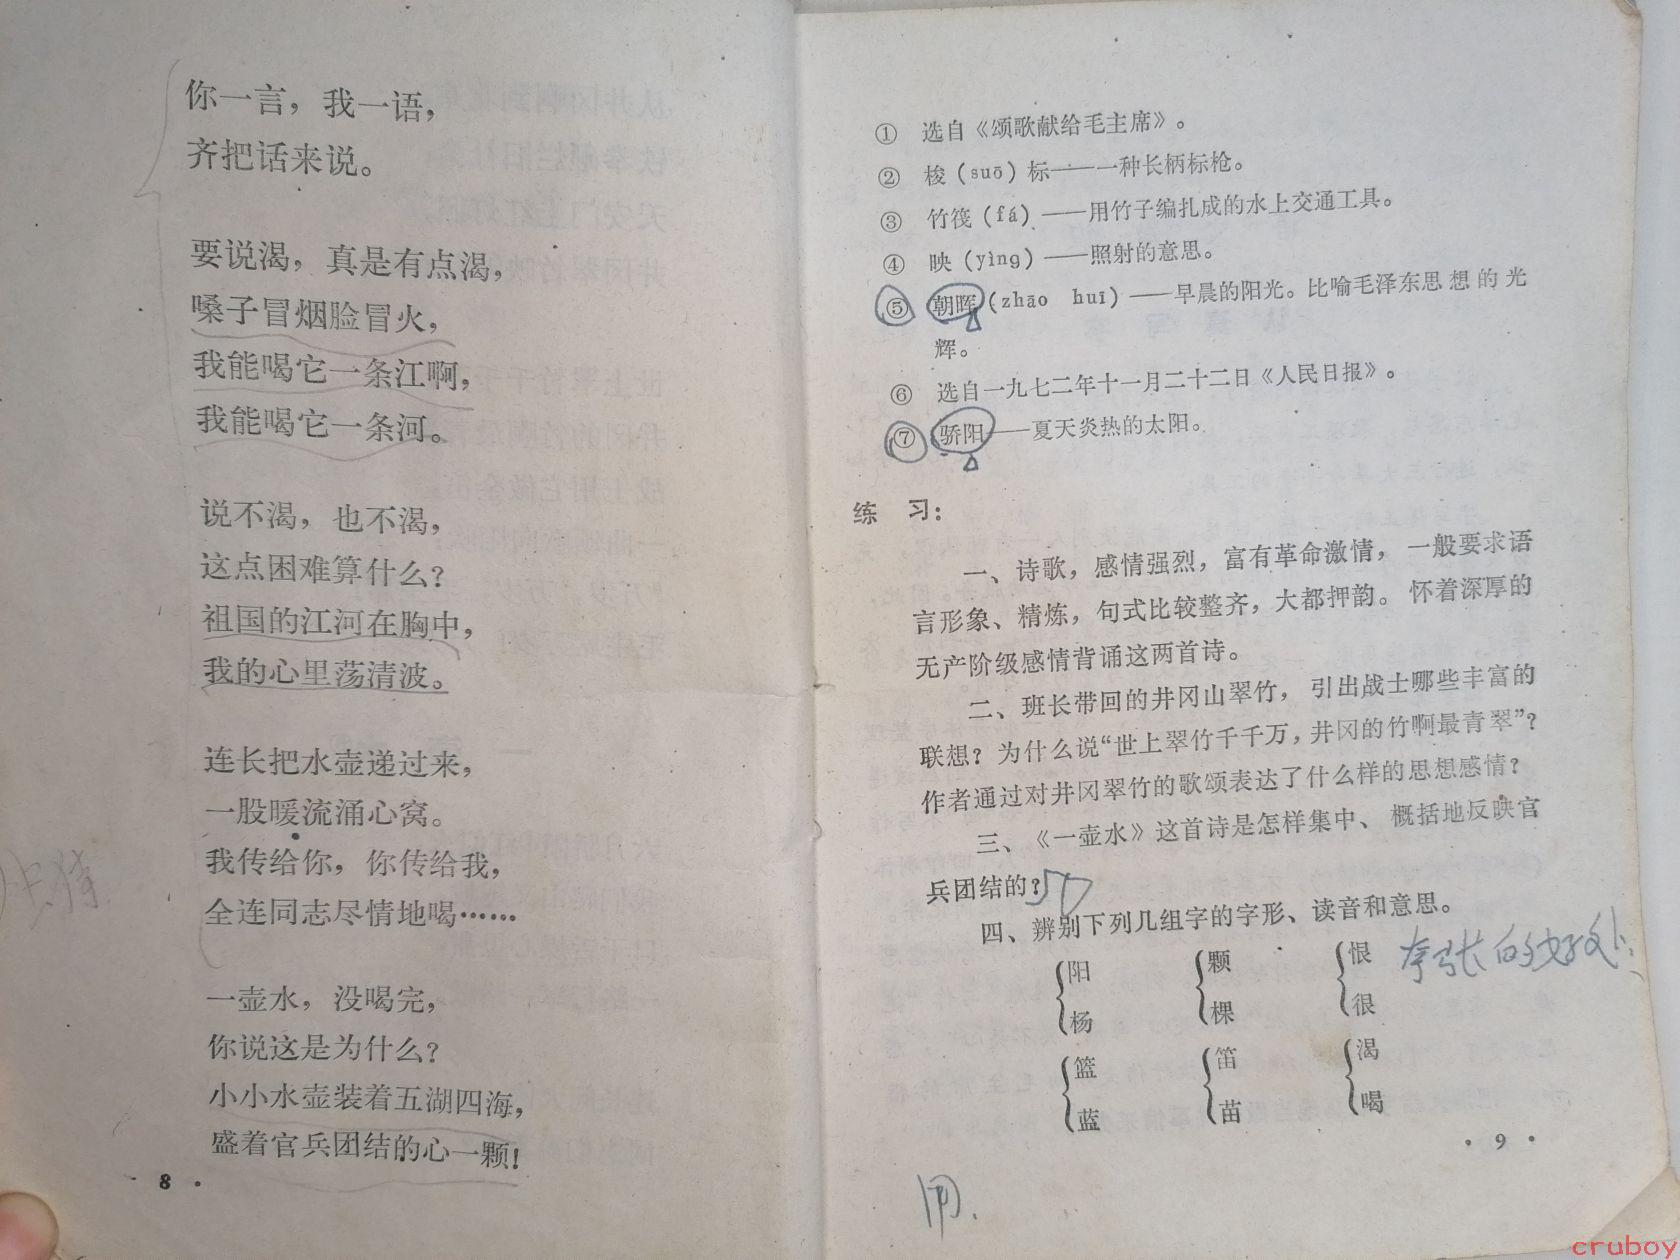 你一言，我一语，
齐把话来说。
要说渴，真是有点渴，
嗓子冒烟脸冒火，
我能喝它一条江啊，
我能喝它一条河。
说不渴，也不渴，
这点困难算什么？
祖国的江河在胸中，
我的心里荡清波。
连长把水壶递过来，
一股暖流涌心窝。
我传给你，你传给我，
全连同志尽情地喝……
一壶水，没喝完，
你说这是为什么？
小小水壶装着五湖四海，
盛着官兵团结的心一颗！
8 ·
① 选自《颂歌献给毛主席》。
② 梭（suō）标——一种长柄标枪。
③ 竹筏（fá）——用竹子编扎成的水上交通工具。
④ 映（yìng）——照射的意思。
⑤ 朝晖（zhāo huī）——早晨的阳光。比喻毛泽东思想的光
辉。
⑥ 选自一九七二年十一月二十二日《人民日报》。
⑦ 骄阳——夏天炎热的太阳。
练 习：
一、诗歌，感情强烈，富有革命激情，一般要求语
言形象、精炼，句式比较整齐，大都押韵。怀着深厚的
无产阶级感情背诵这两首诗。
二、班长带回的井冈山翠竹，引出战士哪些丰富的
联想？为什么说“世上翠竹千千万，井冈的竹啊最青翠”？
作者通过对井冈翠竹的歌颂表达了什么样的思想感情？
三、《一壶水》这首诗是怎样集中、概括地反映官
兵团结的？
四、辨别下列几组字的字形、读音和意思。
阳 颗 恨
杨 棵 很
夸张的好处：
篮 笛 渴
蓝 苗 喝
· 9 ·
用.
cruboy